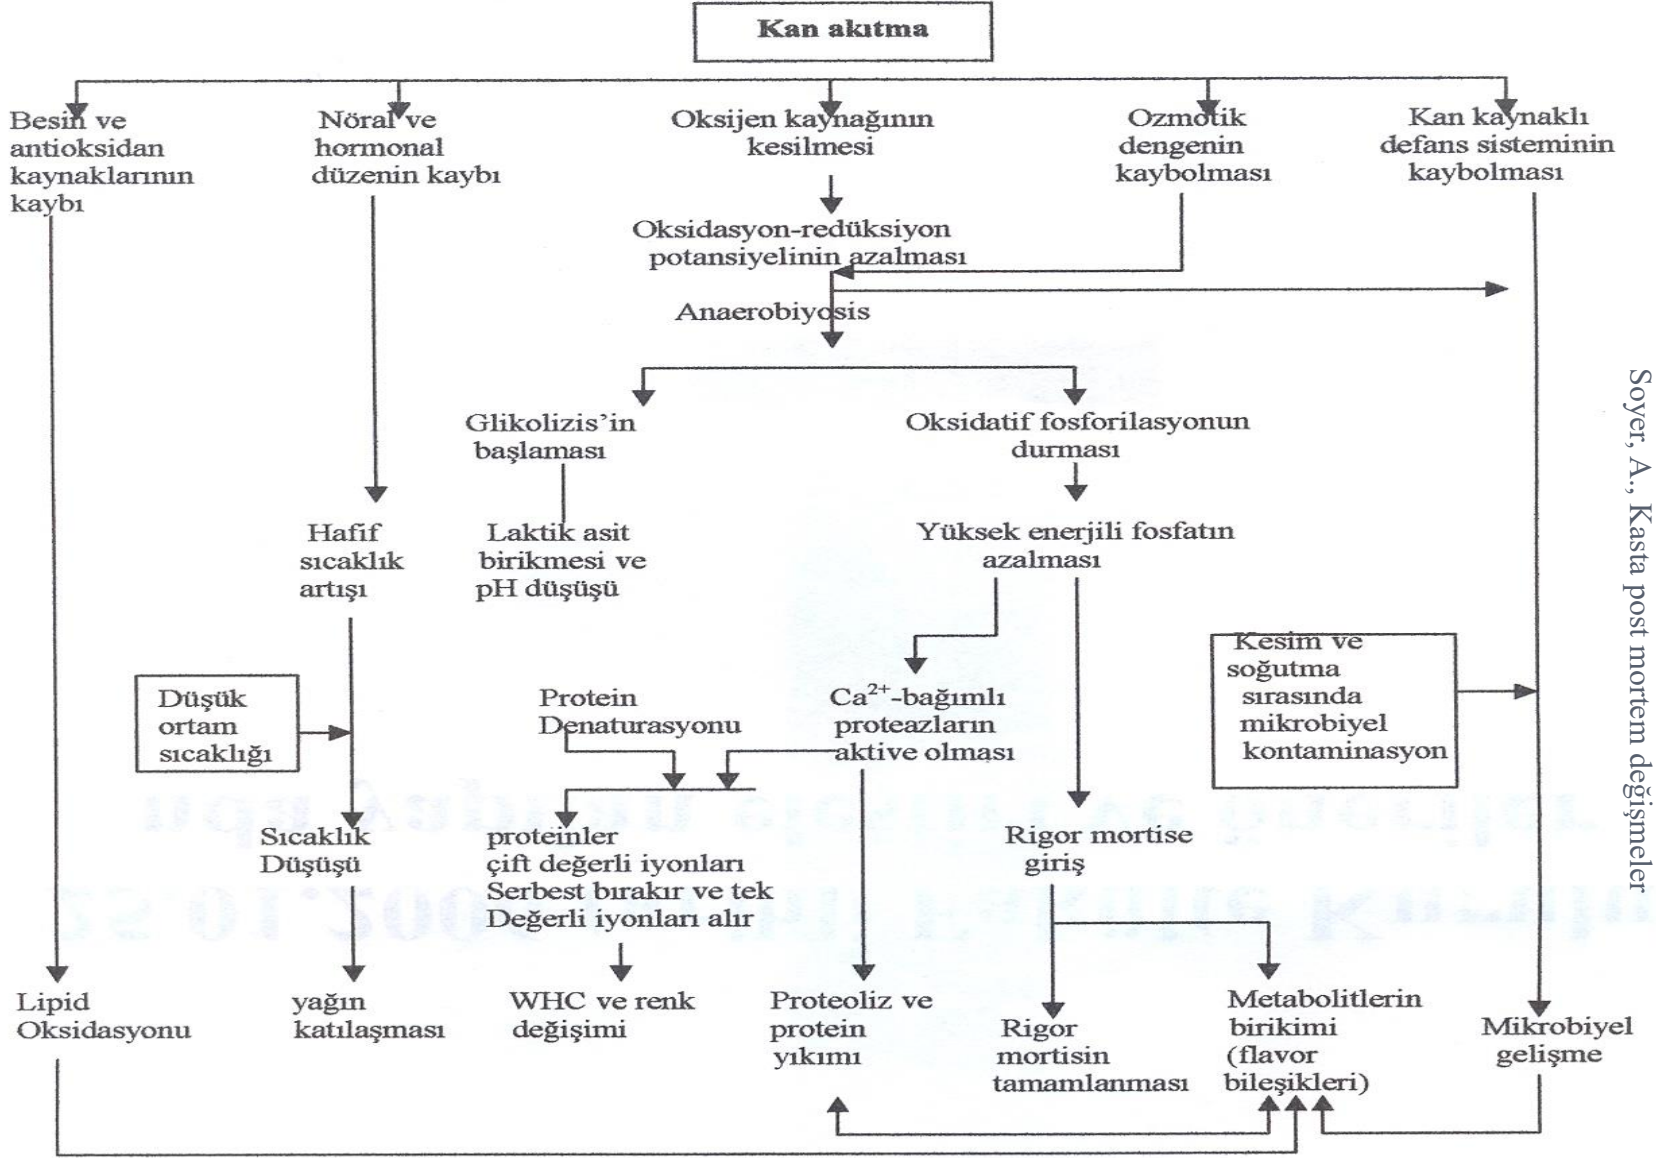 Kan akıtma
Besin ve
antioksidan
kaynaklarının
kaybı
Nöral ve
hormonal
düzenin kaybı
Oksijen kaynağının
kesilmesi
Ozmotik
dengenin
kaybolması
Kan kaynaklı
defans sisteminin
kaybolması
Oksidasyon-redüksiyon
potansiyelinin azalması
Anaerobiyosis
Glikolizis’in
başlaması
Oksidatif fosforilasyonun
durması
Hafif
sıcaklık
artışı
Laktik asit
birikmesi ve
pH düşüşü
Yüksek enerjili fosfatın
azalması
Düşük
ortam
sıcaklığı
Protein
Denaturasyonu
Ca2+-bağımlı
proteazların
aktive olması
Kesim ve
soğutma
sırasında
mikrobiyel
kontaminasyon
Sıcaklık
Düşüşü
proteinler
çift değerli iyonları
Serbest bırakır ve tek
Değerli iyonları alır
Rigor mortise
giriş
Lipid
Oksidasyonu
yağın
katılaşması
WHC ve renk
değişimi
Proteoliz ve
protein
yıkımı
Rigor
mortisin
tamamlanması
Metabolitlerin
birikimi
(flavor
bileşikleri)
Mikrobiyel
gelişme
Soyer, A., Kasta post mortem değişmeler